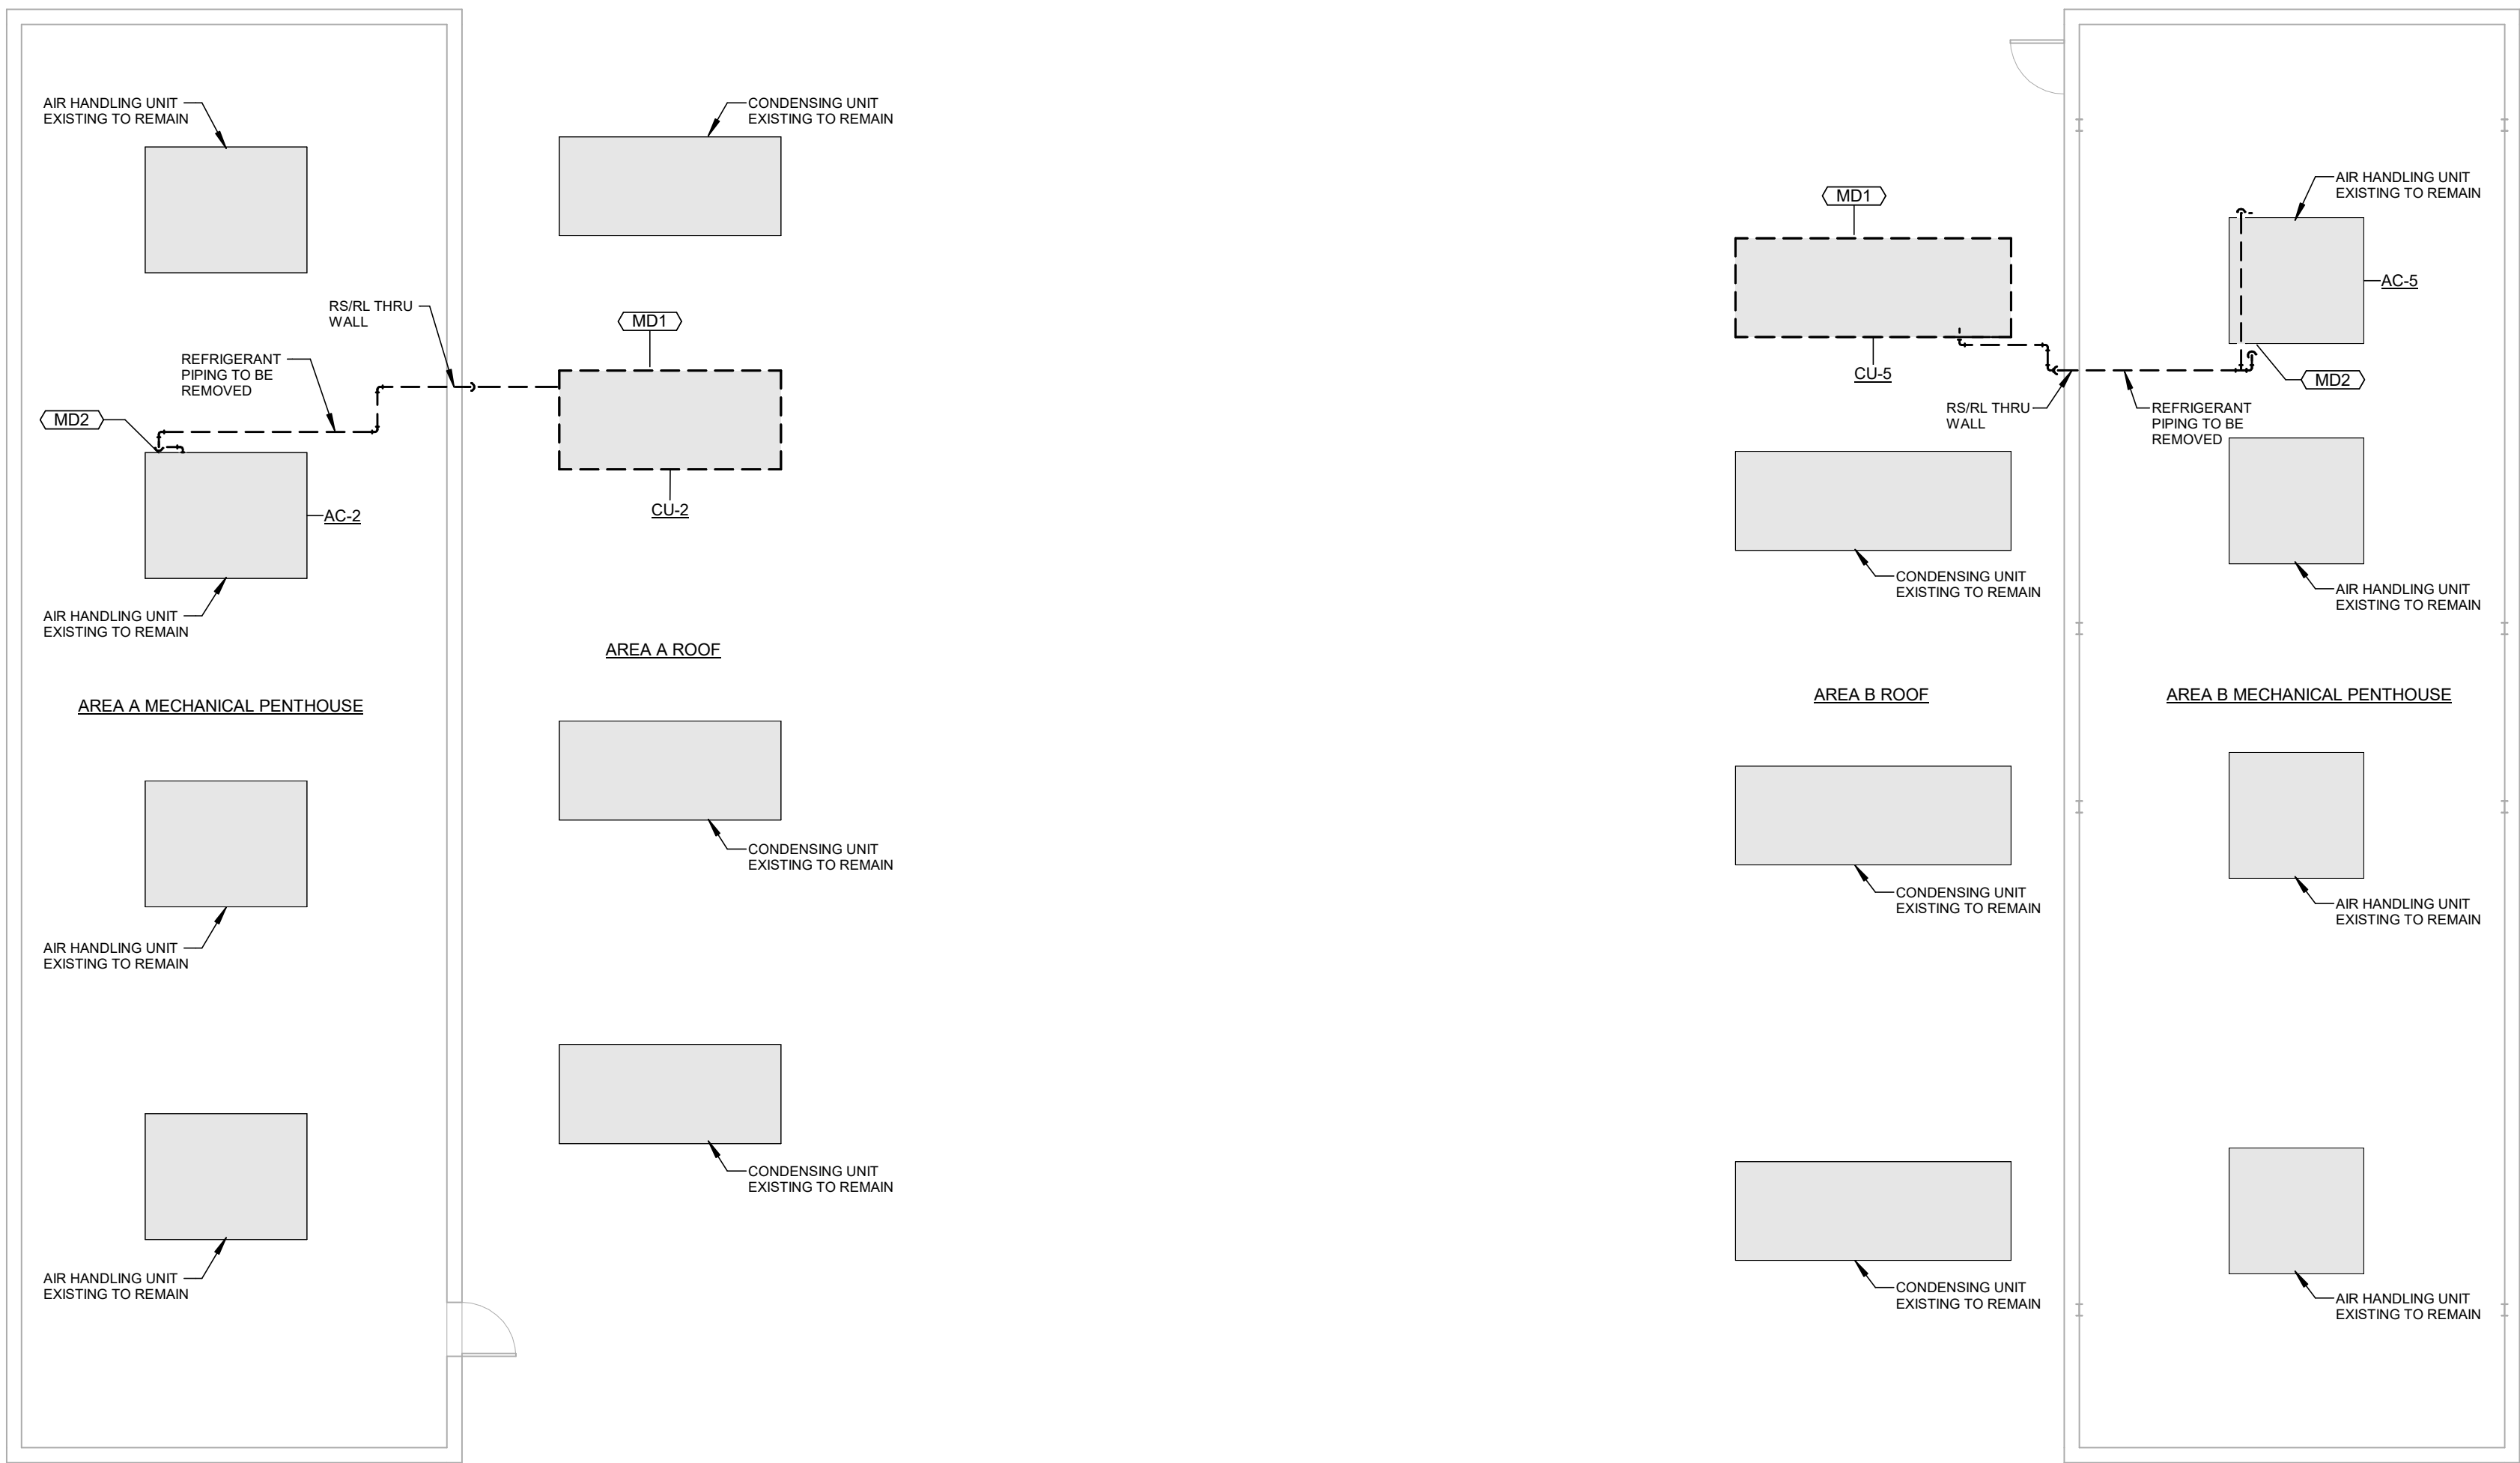 AIR HANDLING UNIT
EXISTING TO REMAIN
RS/RL THRU
WALL
REFRIGERANT
PIPING TO BE
REMOVED
MD2
AC-2
AIR HANDLING UNIT
EXISTING TO REMAIN
AREA A MECHANICAL PENTHOUSE
AIR HANDLING UNIT
EXISTING TO REMAIN
AIR HANDLING UNIT
EXISTING TO REMAIN
CONDENSING UNIT
EXISTING TO REMAIN
MD1
CU-2
AREA A ROOF
CONDENSING UNIT
EXISTING TO REMAIN
CONDENSING UNIT
EXISTING TO REMAIN
MD1
CU-5
RS/RL THRU
WALL
CONDENSING UNIT
EXISTING TO REMAIN
AREA B ROOF
CONDENSING UNIT
EXISTING TO REMAIN
CONDENSING UNIT
EXISTING TO REMAIN
AIR HANDLING UNIT
EXISTING TO REMAIN
AC-5
MD2
REFRIGERANT
PIPING TO BE
REMOVED
AIR HANDLING UNIT
EXISTING TO REMAIN
AREA B MECHANICAL PENTHOUSE
AIR HANDLING UNIT
EXISTING TO REMAIN
AIR HANDLING UNIT
EXISTING TO REMAIN